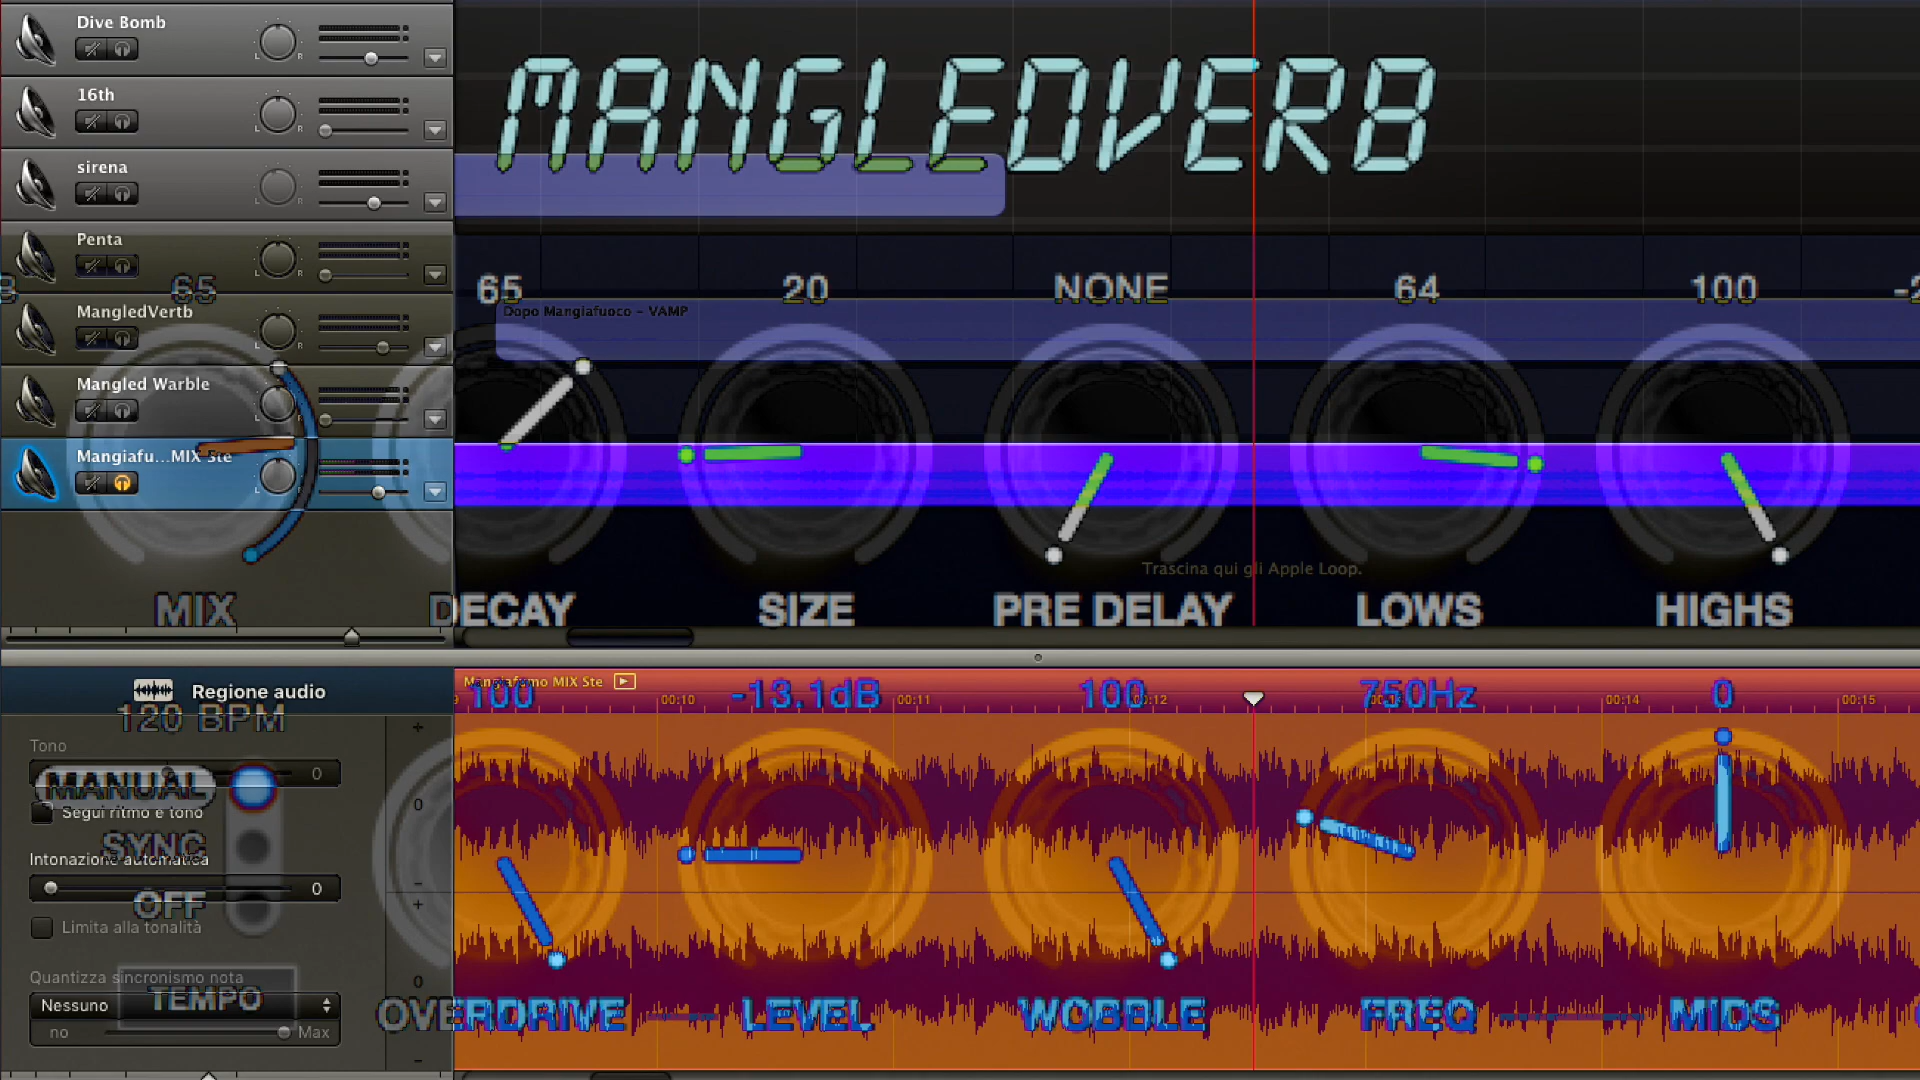 Dive Bomb
16th
sirena
Penta
MangledVertb
Mangled Warble
Mangiafu...MIX Ste
MANGLEDVERB
65
65
20
NONE
64
100
Dopo Mangiafuoco - VAMP
Trascina qui gli Apple Loop.
MIX
DECAY
SIZE
PRE DELAY
LOWS
HIGHS
Regione audio
120 BPM
Tono
0
MANUAL
Segui ritmo e tono
SYNC
Intonazione automatica
0
OFF
Limita alla tonalità
Quantizza sincronismo nota
Nessuno
TEMPO
no
Max
MIX Ste
100
00:10
-13.1dB
00:11
100
00:12
750Hz
00:14
0
00:15
OVERDRIVE
LEVEL
WOBBLE
FREQ
MIDS